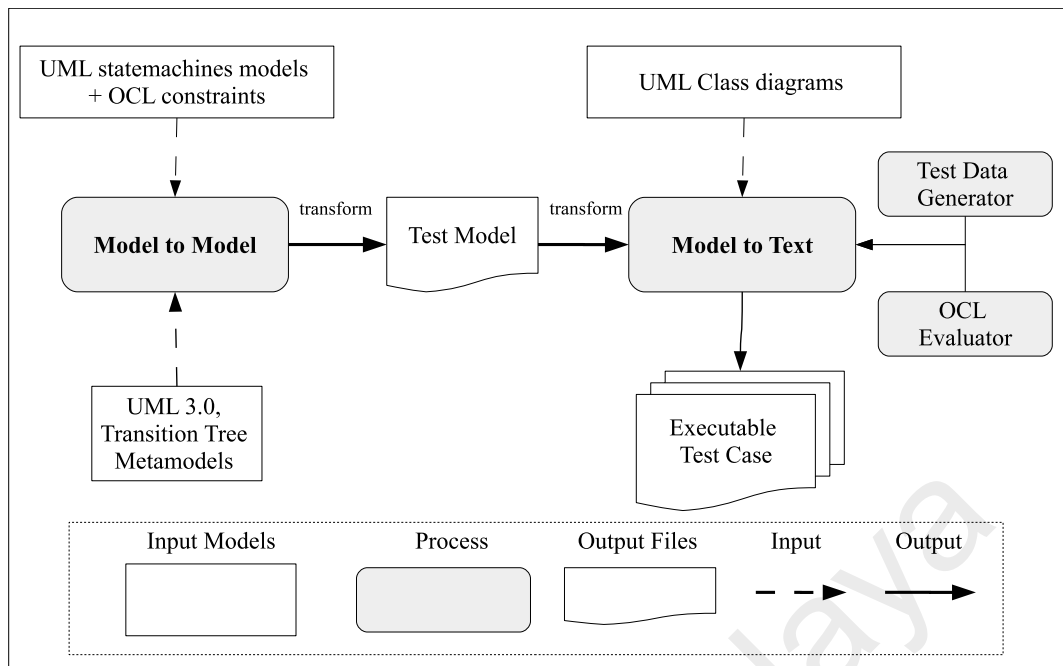 UML statemachines models
+ OCL constraints
UML Class diagrams
Test Data
Generator
transform
transform
Model to Model
Test Model
Model to Text
OCL
Evaluator
UML 3.0,
Transition Tree
Metamodels
Executable
Test Case
Input Models
Process
Output Files
Input
Output
laya